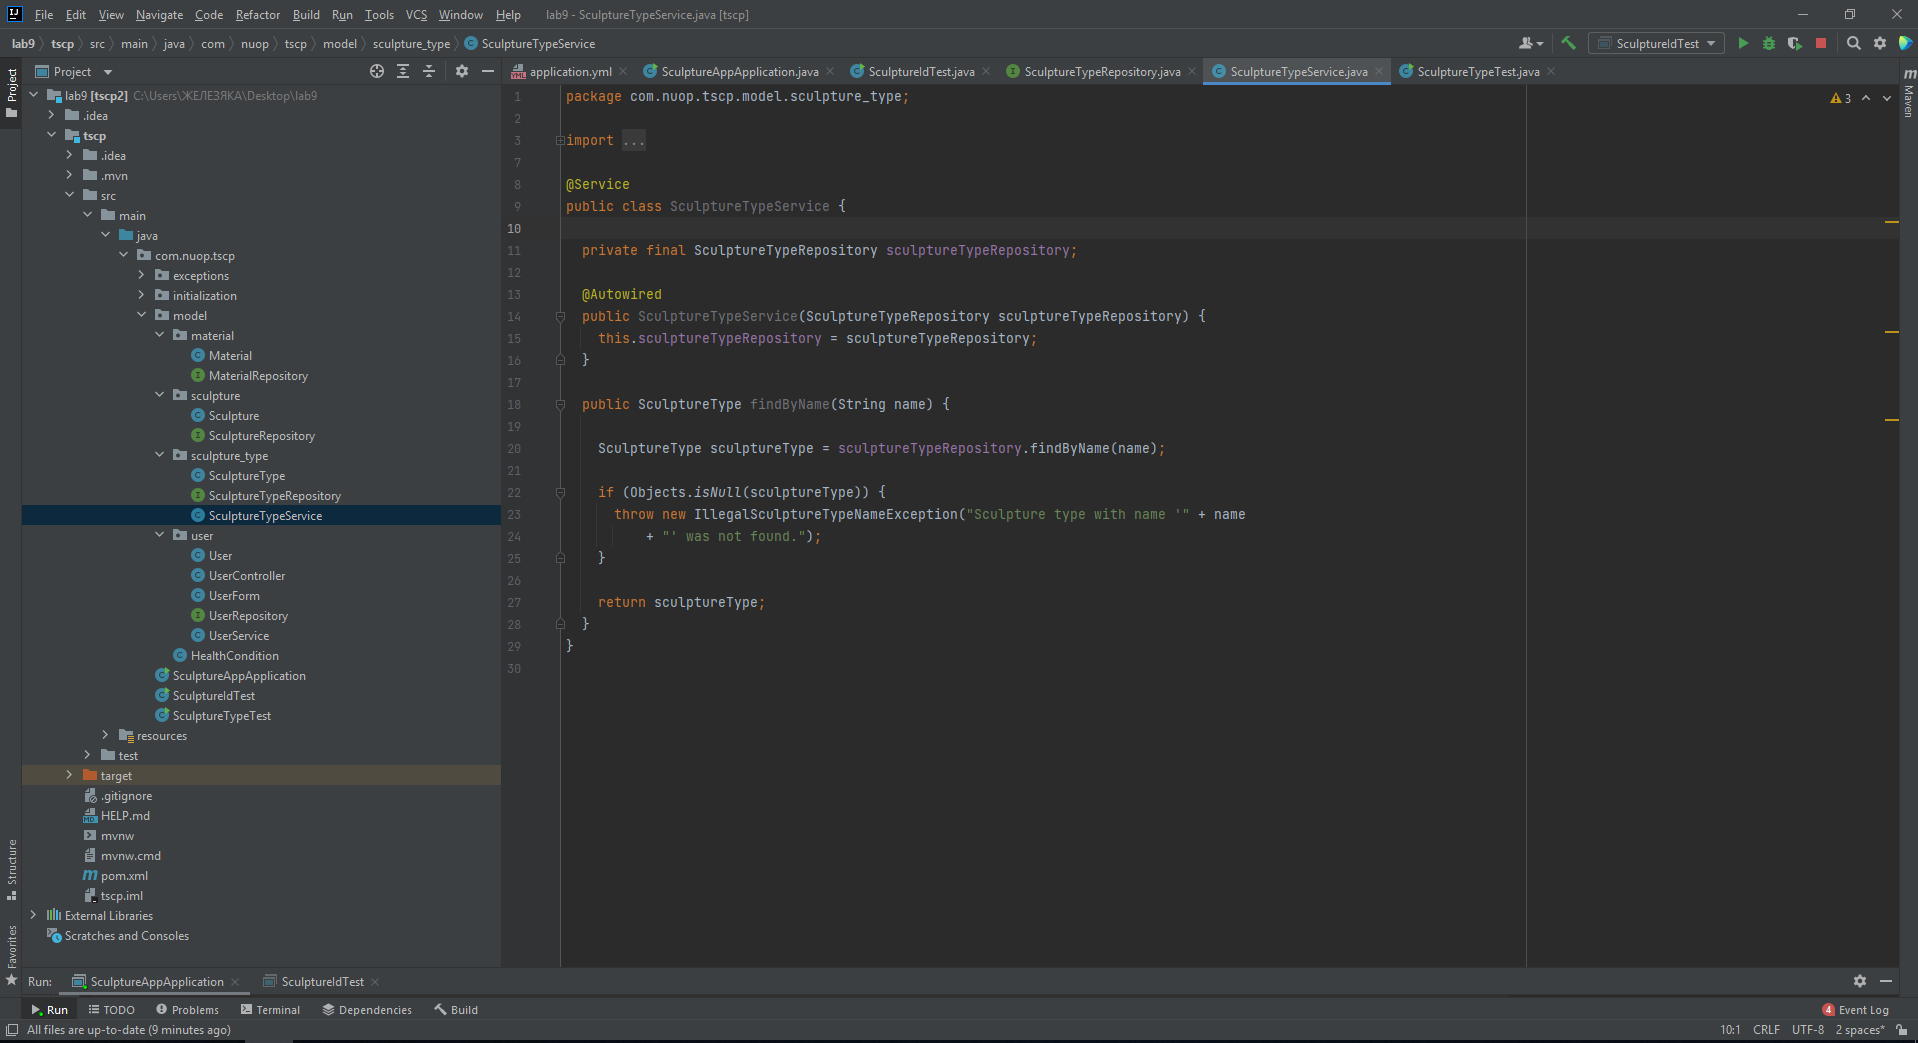 File Edit View Navigate Code Refactor Build Run Tools VCS Window Help lab9 - SculptureTypeService.java [tscp]
lab9 tscp src main java com nuop tscp model sculpture_type SculptureTypeService SculptureIdTest
Project
application.yml SculptureAppApplication.java SculptureIdTest.java SculptureTypeRepository.java SculptureTypeService.java SculptureTypeTest.java
Project
Maven
Structure
Favorites
lab9 [tscp2] C:\Users\ЖЕЛЕЗЯКА\Desktop\lab9
.idea
tscp
.idea
.mvn
src
main
java
com.nuop.tscp
exceptions
initialization
model
material
Material
MaterialRepository
sculpture
Sculpture
SculptureRepository
sculpture_type
SculptureType
SculptureTypeRepository
SculptureTypeService
user
User
UserController
UserForm
UserRepository
UserService
HealthCondition
SculptureAppApplication
SculptureIdTest
SculptureTypeTest
resources
test
target
.gitignore
HELP.md
mvnw
mvnw.cmd
pom.xml
tscp.iml
External Libraries
Scratches and Consoles
3
1 package com.nuop.tscp.model.sculpture_type;
2
3 import ...
7
8 @Service
9 public class SculptureTypeService {
10
11 private final SculptureTypeRepository sculptureTypeRepository;
12
13 @Autowired
14 public SculptureTypeService(SculptureTypeRepository sculptureTypeRepository) {
15 this.sculptureTypeRepository = sculptureTypeRepository;
16 }
17
18 public SculptureType findByName(String name) {
19
20 SculptureType sculptureType = sculptureTypeRepository.findByName(name);
21
22 if (Objects.isNull(sculptureType)) {
23 throw new IllegalSculptureTypeNameException("Sculpture type with name '" + name
24 + "' was not found.");
25 }
26
27 return sculptureType;
28 }
29 }
30
Run: SculptureAppApplication SculptureIdTest
Run TODO Problems Terminal Dependencies Build 4 Event Log
All files are up-to-date (9 minutes ago) 10:1 CRLF UTF-8 2 spaces*